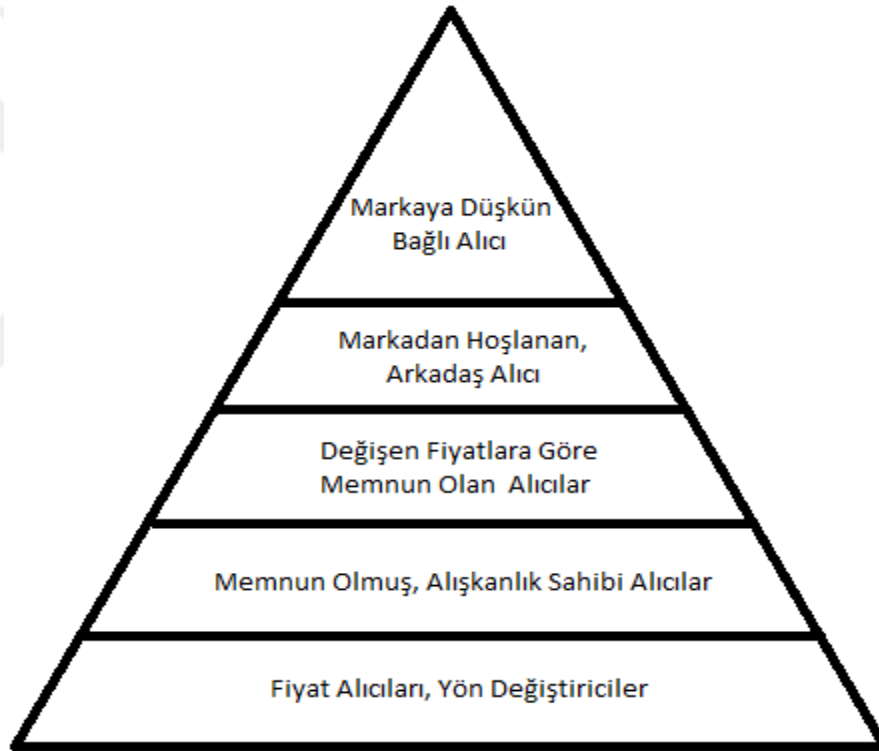 Markaya Düşkün
Bağlı Alıcı
Markadan Hoşlanan,
Arkadaş Alıcı
Değişen Fiyatlara Göre
Memnun Olan Alıcılar
Memnun Olmuş, Alışkanlık Sahibi Alıcılar
Fiyat Alıcıları, Yön Değiştiriciler